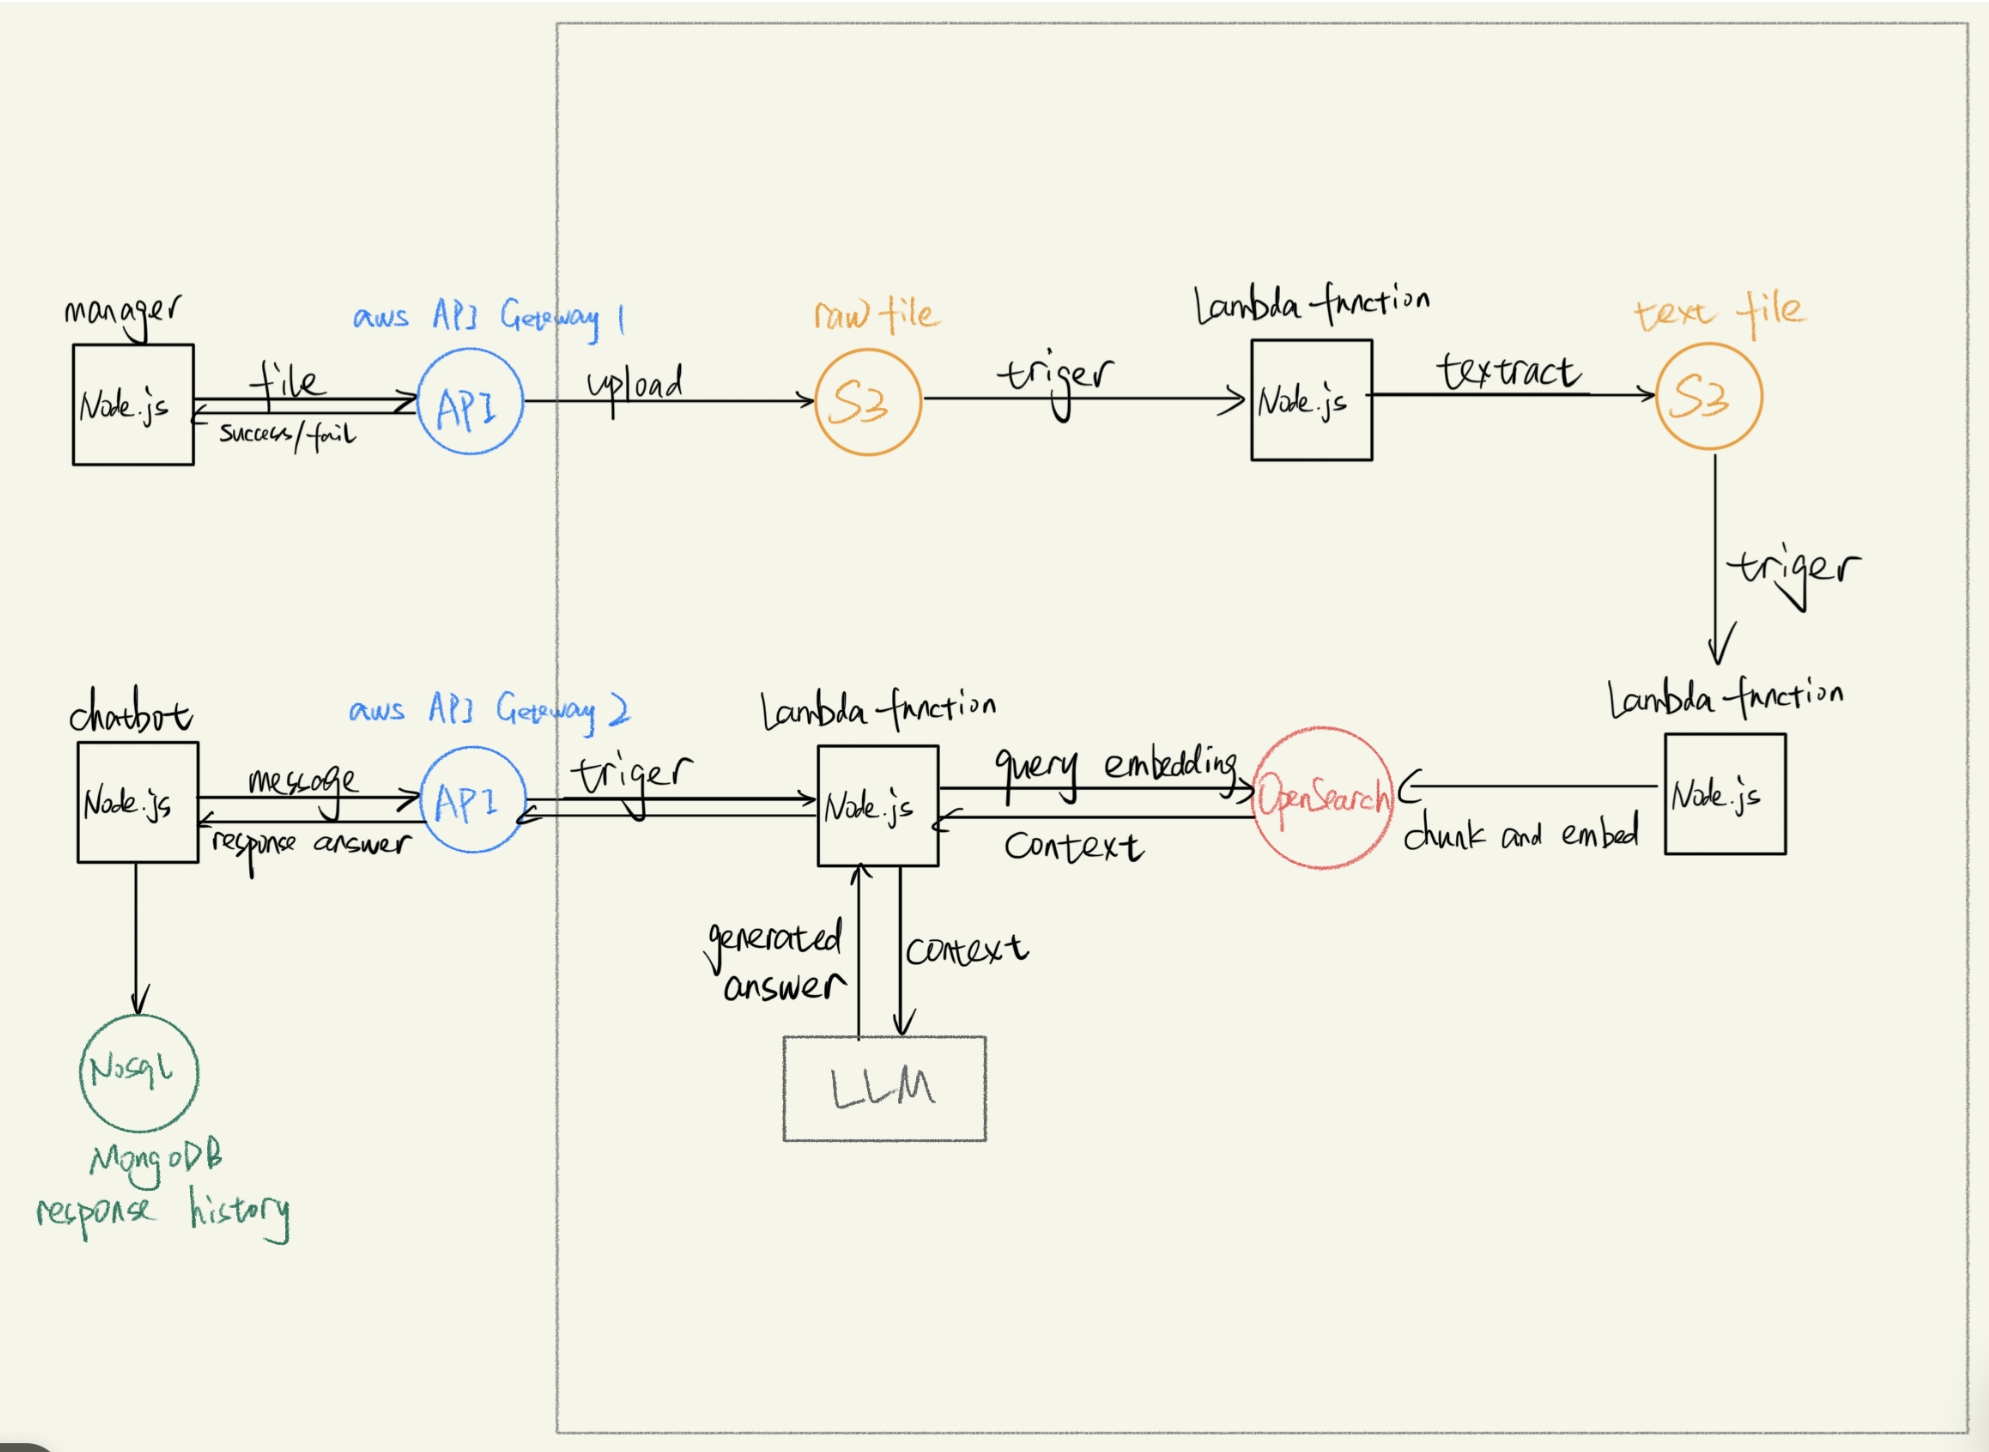 manager
aws API Gateway 1
raw file
Lambda function
text file
Node.js
file
success/fail
API
upload
S3
triger
Node.js
textract
S3
triger
chatbot
aws API Gateway 2
Lambda function
Lambda function
Node.js
message
response answer
API
triger
Node.js
query embedding
context
OpenSearch
chunk and embed
Node.js
generated
answer
context
LLM
Nosql
MongoDB
response history